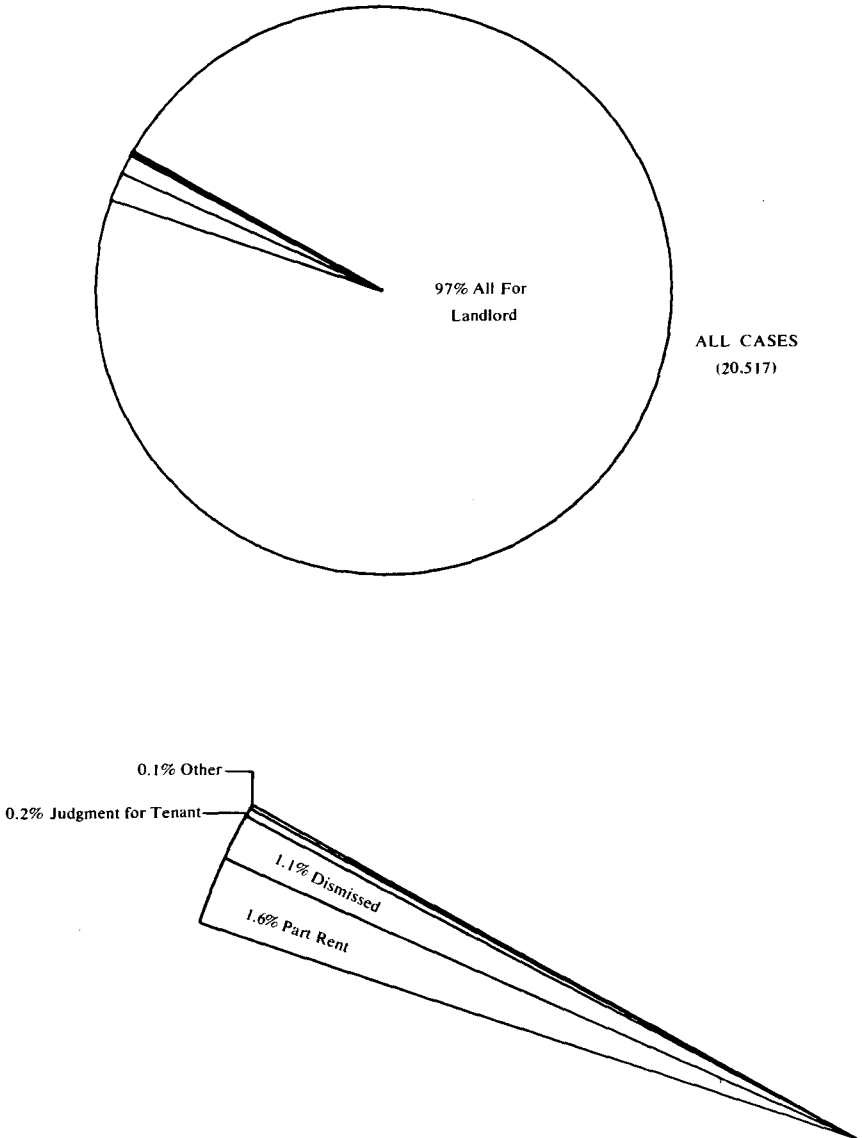 97% All For
Landlord
ALL CASES
(20,517)
0.1% Other
0.2% Judgment for Tenant
1.1% Dismissed
1.6% Part Rent